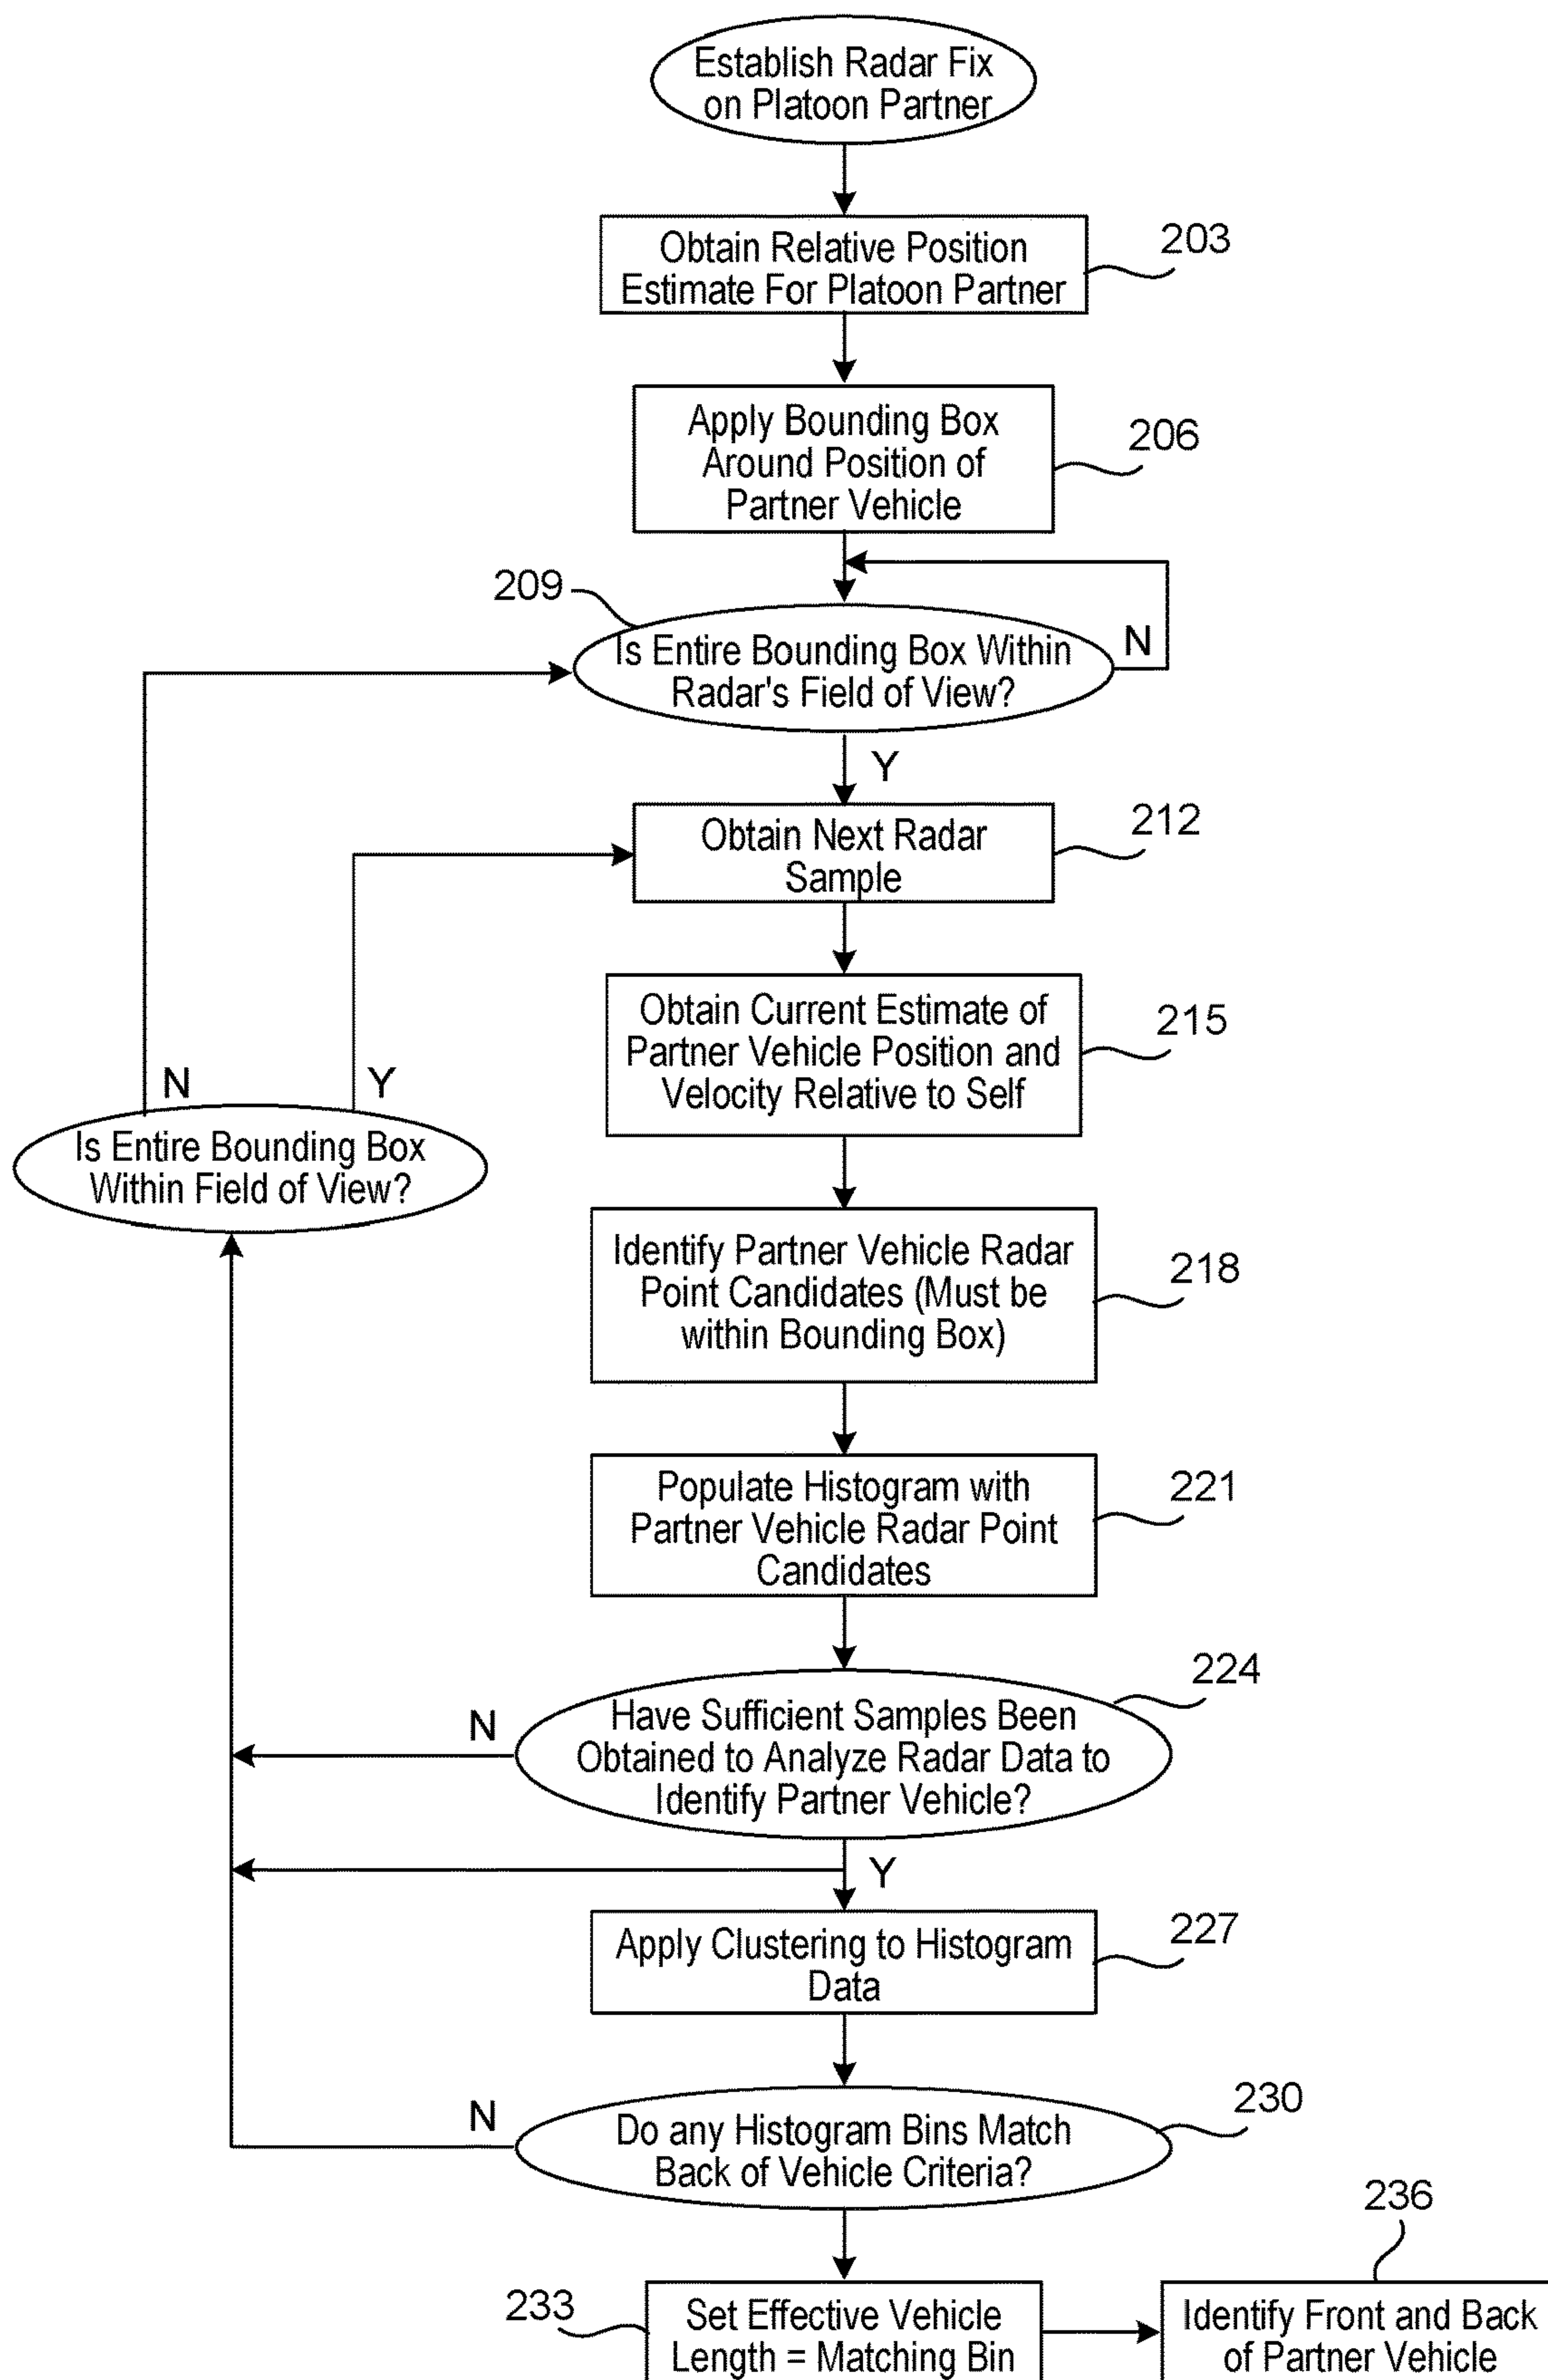 Establish Radar Fix
on Platoon Partner
Obtain Relative Position
Estimate For Platoon Partner
203
Apply Bounding Box
Around Position of
Partner Vehicle
206
209
Is Entire Bounding Box Within
Radar's Field of View?
N
Y
Obtain Next Radar
Sample
212
Obtain Current Estimate of
Partner Vehicle Position and
Velocity Relative to Self
215
N
Y
Is Entire Bounding Box
Within Field of View?
Identify Partner Vehicle Radar
Point Candidates (Must be
within Bounding Box)
218
Populate Histogram with
Partner Vehicle Radar Point
Candidates
221
Have Sufficient Samples Been
Obtained to Analyze Radar Data to
Identify Partner Vehicle?
224
N
Y
Apply Clustering to Histogram
Data
227
Do any Histogram Bins Match
Back of Vehicle Criteria?
230
N
233
Set Effective Vehicle
Length = Matching Bin
236
Identify Front and Back
of Partner Vehicle